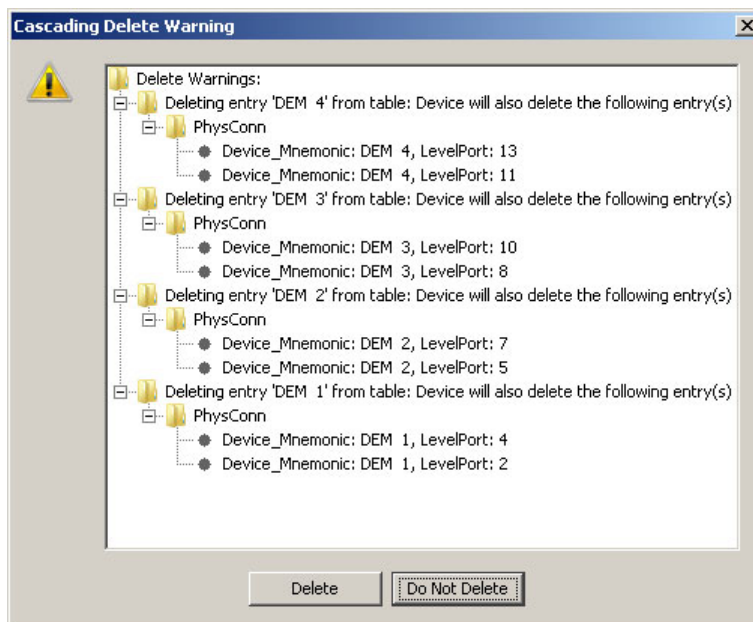 Cascading Delete Warning
Delete Warnings:
Deleting entry 'DEM 4' from table: Device will also delete the following entry(s)
PhysConn
Device_Mnemonic: DEM 4, LevelPort: 13
Device_Mnemonic: DEM 4, LevelPort: 11
Deleting entry 'DEM 3' from table: Device will also delete the following entry(s)
PhysConn
Device_Mnemonic: DEM 3, LevelPort: 10
Device_Mnemonic: DEM 3, LevelPort: 8
Deleting entry 'DEM 2' from table: Device will also delete the following entry(s)
PhysConn
Device_Mnemonic: DEM 2, LevelPort: 7
Device_Mnemonic: DEM 2, LevelPort: 5
Deleting entry 'DEM 1' from table: Device will also delete the following entry(s)
PhysConn
Device_Mnemonic: DEM 1, LevelPort: 4
Device_Mnemonic: DEM 1, LevelPort: 2
Delete
Do Not Delete